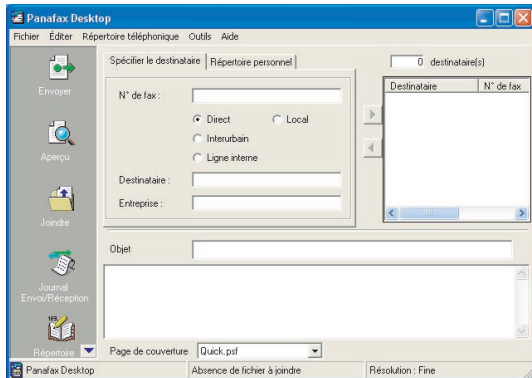 Panafax Desktop
Fichier Éditer Répertoire téléphonique Outils Aide
Envoyer
Aperçu
Joindre
Journal
Envoi/Réception
Répertoire
Spécifier le destinataire Répertoire personnel
N° de fax :
Direct Local
Interurbain
Ligne interne
Destinataire :
Entreprise :
0 destinataire(s)
Destinataire N° de fax
Objet
Page de couverture Quick.psf
Panafax Desktop Absence de fichier à joindre Résolution : Fine